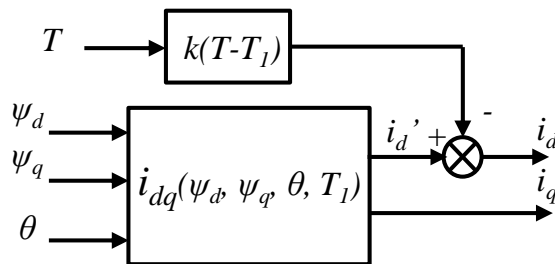 T
k(T-T₁)
-
ψd
ψq
θ
idq(ψd, ψq, θ, T₁)
id’
+
id
iq